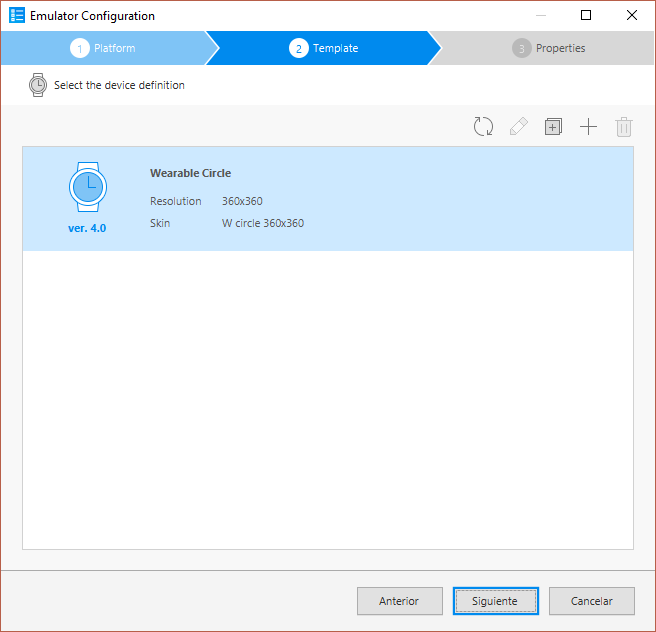 Emulator Configuration
1 Platform
2 Template
3 Properties
Select the device definition
Wearable Circle
Resolution 360x360
Skin W circle 360x360
ver. 4.0
Anterior
Siguiente
Cancelar